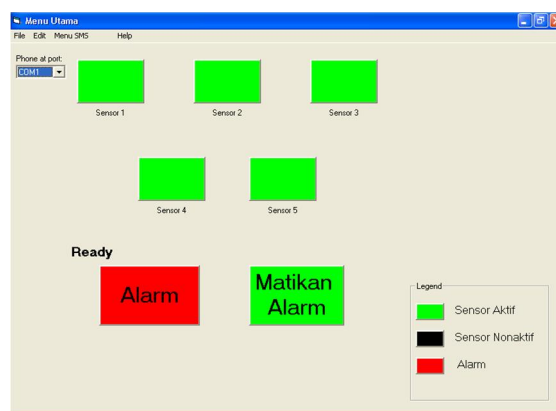 Menu Utama
File Edit Menu SMS Help
Phone at port:
COM1
Sensor 1 Sensor 2 Sensor 3
Sensor 4 Sensor 5
Ready
Alarm
Matikan
Alarm
Legend
Sensor Aktif
Sensor Nonaktif
Alarm